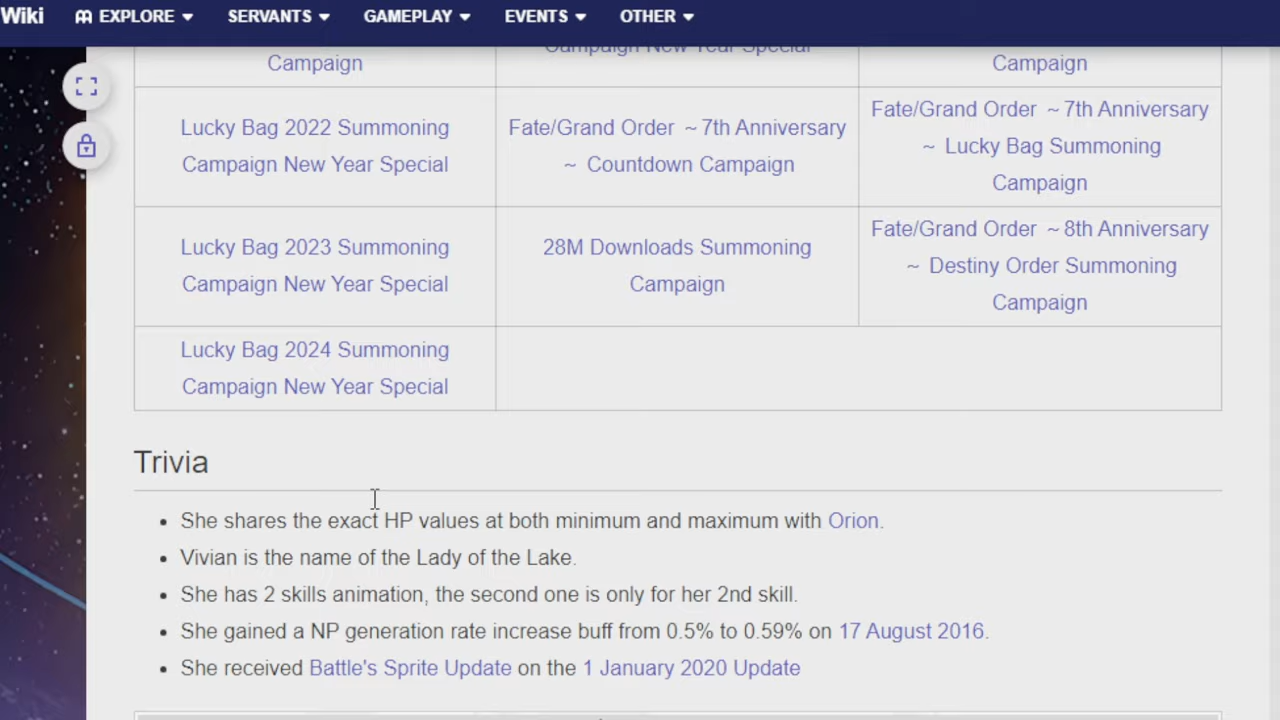 Wiki EXPLORE SERVANTS GAMEPLAY EVENTS OTHER
Campaign New Year Special
Campaign
Campaign
Lucky Bag 2022 Summoning
Campaign New Year Special
Fate/Grand Order ~ 7th Anniversary
~ Countdown Campaign
Fate/Grand Order ~ 7th Anniversary
~ Lucky Bag Summoning
Campaign
Lucky Bag 2023 Summoning
Campaign New Year Special
28M Downloads Summoning
Campaign
Fate/Grand Order ~ 8th Anniversary
~ Destiny Order Summoning
Campaign
Lucky Bag 2024 Summoning
Campaign New Year Special
Trivia
• She shares the exact HP values at both minimum and maximum with Orion.
• Vivian is the name of the Lady of the Lake.
• She has 2 skills animation, the second one is only for her 2nd skill.
• She gained a NP generation rate increase buff from 0.5% to 0.59% on 17 August 2016.
• She received Battle's Sprite Update on the 1 January 2020 Update